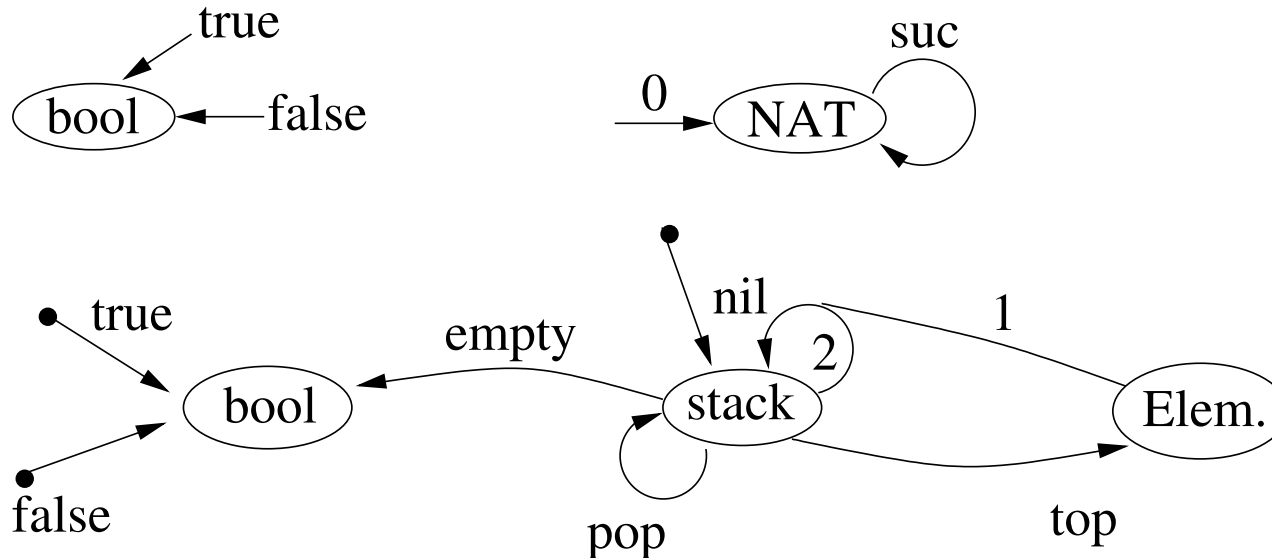 true
bool
false
suc
0
NAT
true
nil
1
empty
2
bool
stack
Elem.
false
pop
top